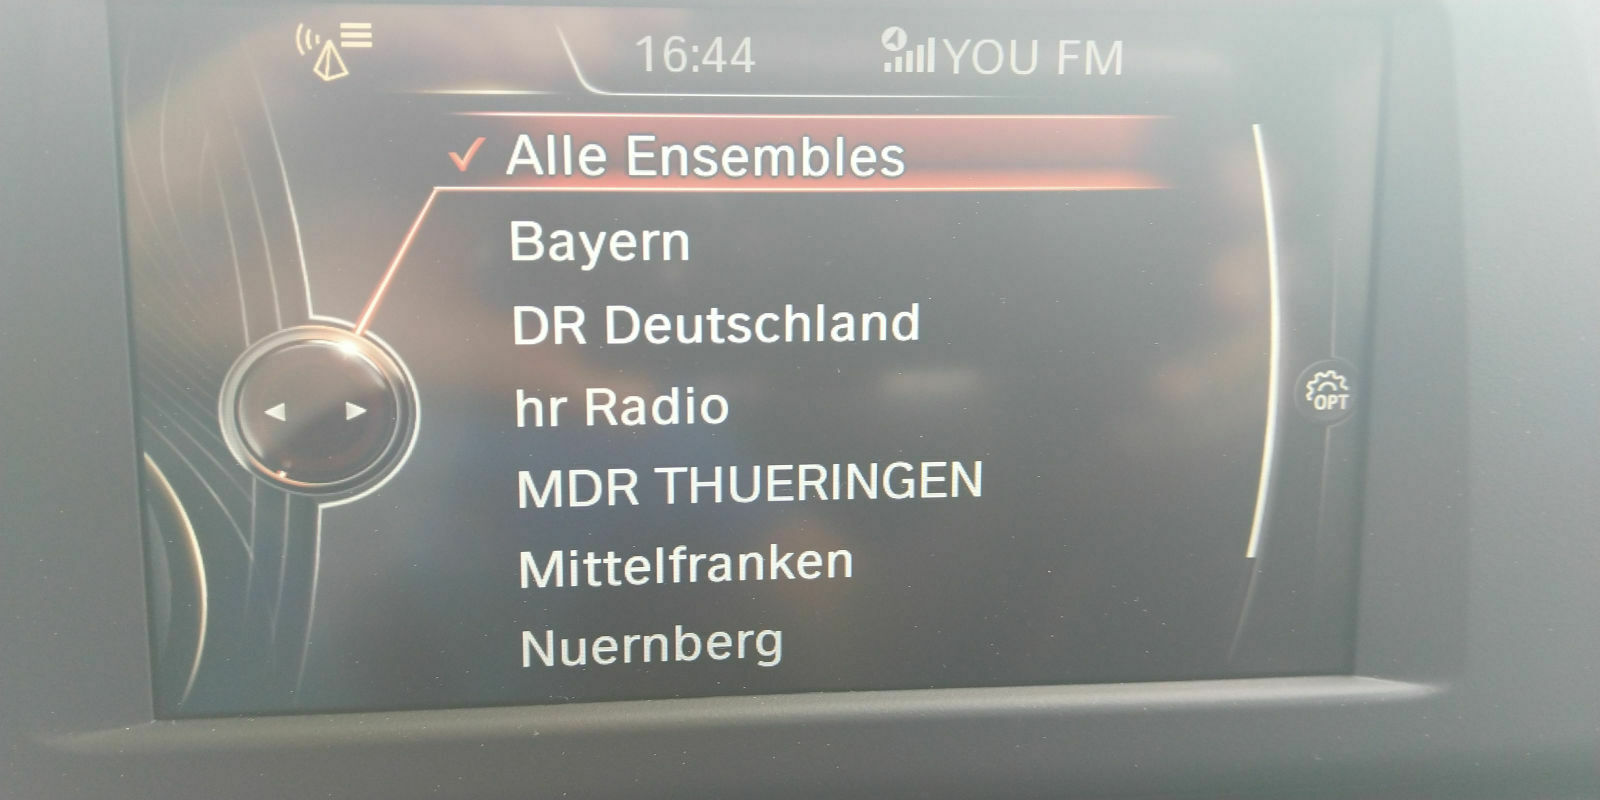 16:44 YOU FM
Alle Ensembles
Bayern
DR Deutschland
hr Radio
MDR THUERINGEN
Mittelfranken
Nuernberg
OPT